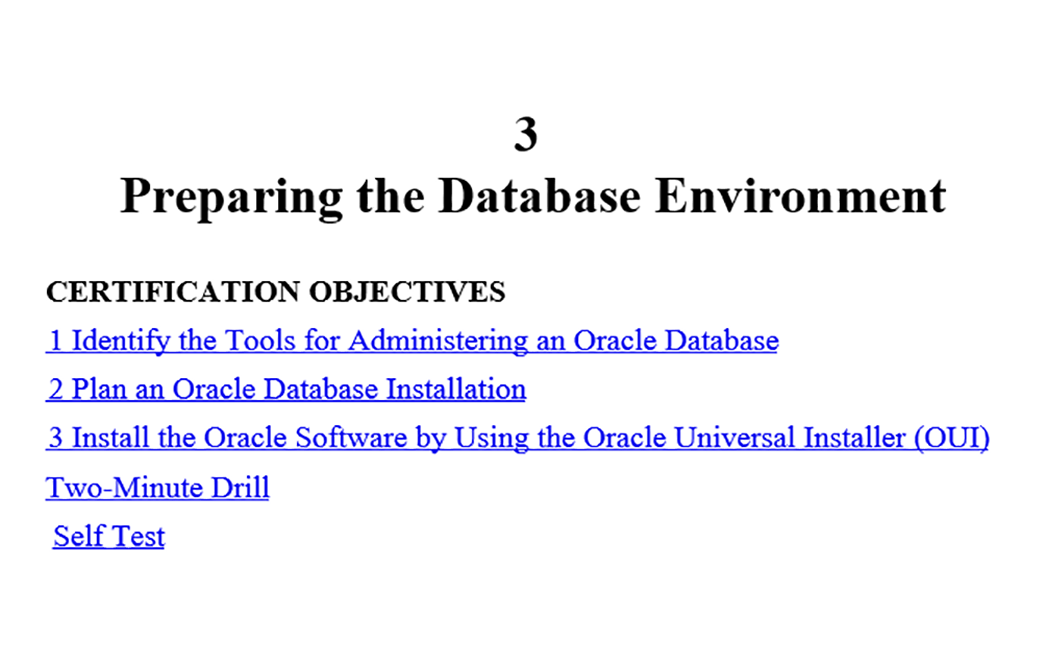 3
Preparing the Database Environment
CERTIFICATION OBJECTIVES
1 Identify the Tools for Administering an Oracle Database
2 Plan an Oracle Database Installation
3 Install the Oracle Software by Using the Oracle Universal Installer (OUI)
Two-Minute Drill
Self Test